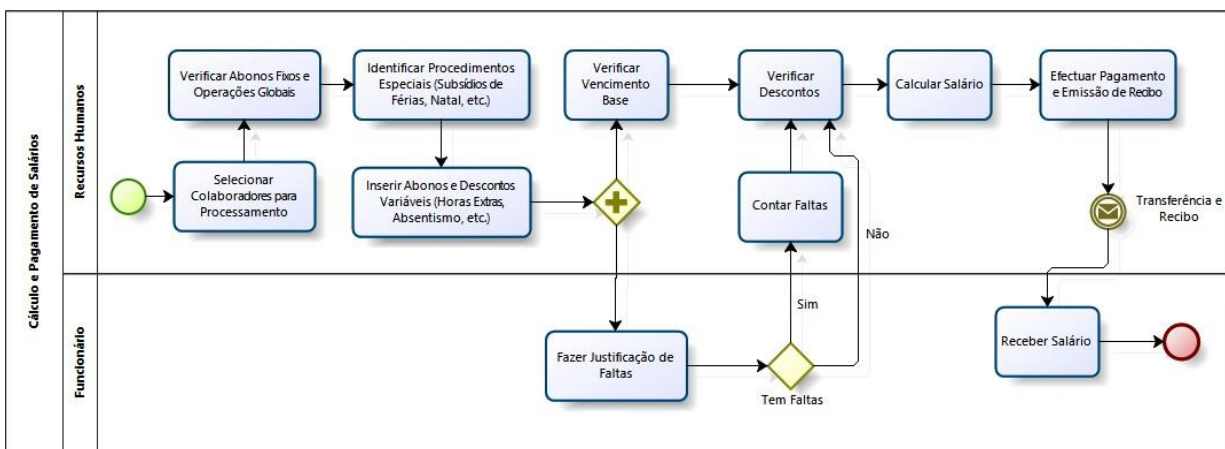 Cálculo e Pagamento de Salários
Recursos Humanos
Verificar Abonos Fixos e
Operações Globais
Identificar Procedimentos
Especiais (Subsídios de
Férias, Natal, etc.)
Verificar
Vencimento
Base
Verificar
Descontos
Calcular Salário
Efectuar Pagamento
e Emissão de Recibo
Selecionar
Colaboradores para
Processamento
Inserir Abonos e Descontos
Variáveis (Horas Extras,
Absentismo, etc.)
Contar Faltas
Não
Transferência e
Recibo
Funcionário
Sim
Fazer Justificação de
Faltas
Tem Faltas
Receber Salário